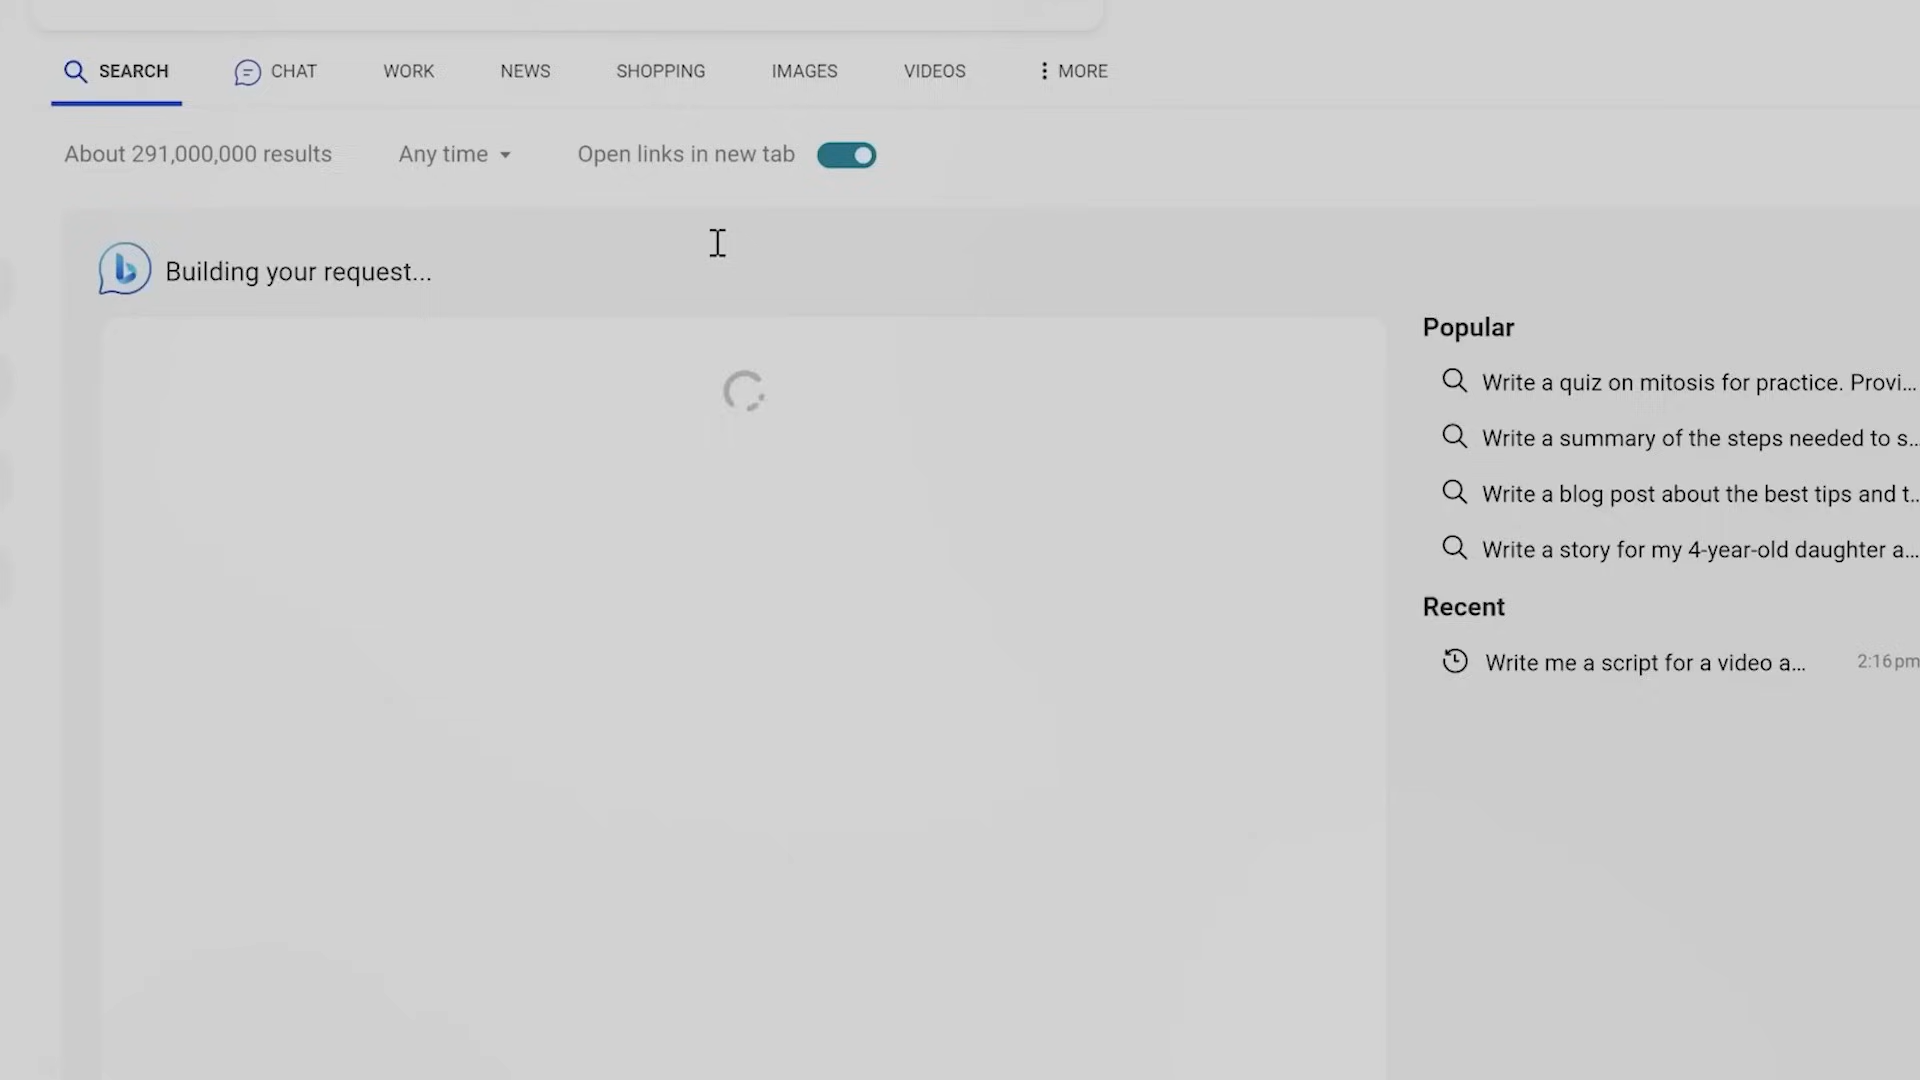 SEARCH CHAT WORK NEWS SHOPPING IMAGES VIDEOS MORE
About 291,000,000 results Any time Open links in new tab
Building your request...
Popular
Write a quiz on mitosis for practice. Provi...
Write a summary of the steps needed to s...
Write a blog post about the best tips and t...
Write a story for my 4-year-old daughter a...
Recent
Write me a script for a video a... 2:16 pm